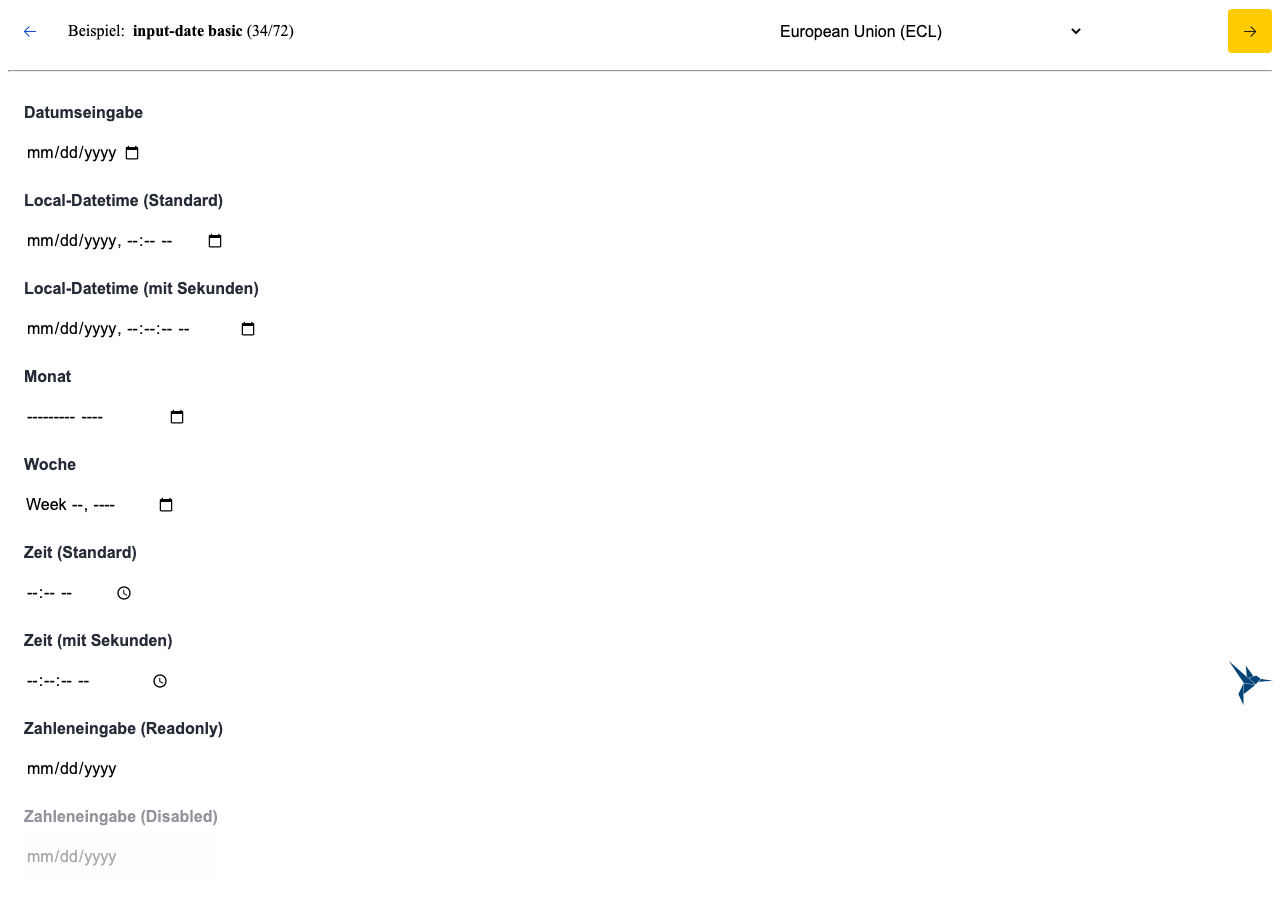 Beispiel: input-date basic (34/72)
European Union (ECL)
Datumseingabe
mm/dd/yyyy
Local-Datetime (Standard)
mm/dd/yyyy, --:-- --
Local-Datetime (mit Sekunden)
mm/dd/yyyy, --:--:-- --
Monat
--------- ----
Woche
Week --, ----
Zeit (Standard)
--:-- --
Zeit (mit Sekunden)
--:--:-- --
Zahleneingabe (Readonly)
mm/dd/yyyy
Zahleneingabe (Disabled)
mm/dd/yyyy